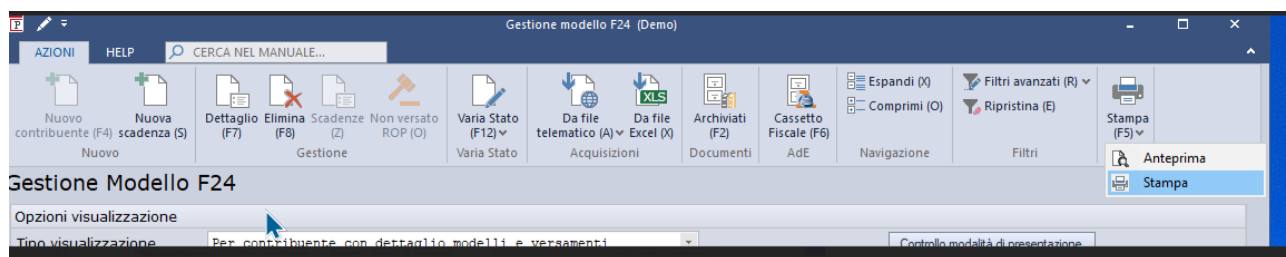 Gestione modello F24 (Demo)
AZIONI HELP CERCA NEL MANUALE...
Nuovo contribuente (F4)
Nuova scadenza (S)
Nuovo
Dettaglio (F7)
Elimina (F8)
Scadenze (Z)
Non versato ROP (O)
Gestione
Varia Stato (F12)
Varia Stato
Da file telematico (A)
Da file Excel (X)
XLS
Acquisizioni
Archiviati (F2)
Documenti
Cassetto Fiscale (F6)
AdE
Espandi (X)
Comprimi (O)
Navigazione
Filtri avanzati (R)
Ripristina (E)
Filtri
Stampa (F5)
Anteprima
Stampa
Gestione Modello F24
Opzioni visualizzazione
Tipo visualizzazione Per contribuente con dettaglio modelli e versamenti Controllo modalità di presentazione